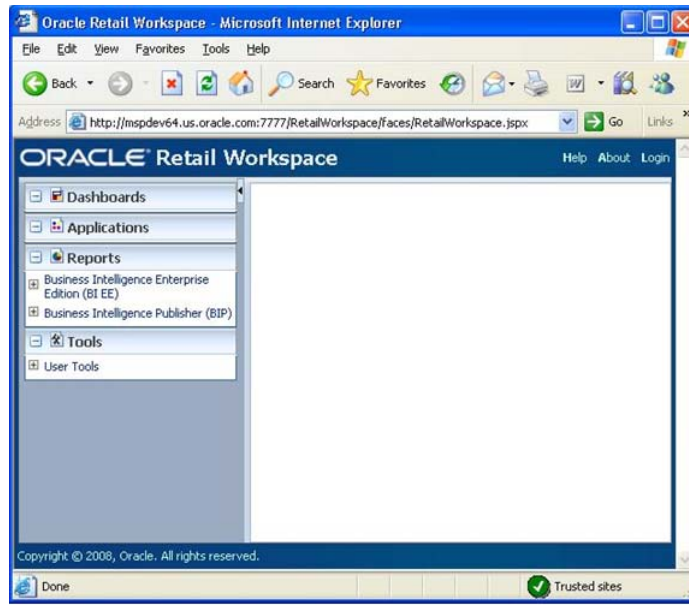 Oracle Retail Workspace - Microsoft Internet Explorer
File Edit View Favorites Tools Help
Back Search Favorites
Address http://mspdev64.us.oracle.com:7777/RetailWorkspace/faces/RetailWorkspace.jspx Go Links »
ORACLE® Retail Workspace
Help About Login
Dashboards
Applications
Reports
Business Intelligence Enterprise
Edition (BI EE)
Business Intelligence Publisher (BIP)
Tools
User Tools
Copyright © 2008, Oracle. All rights reserved.
Done Trusted sites